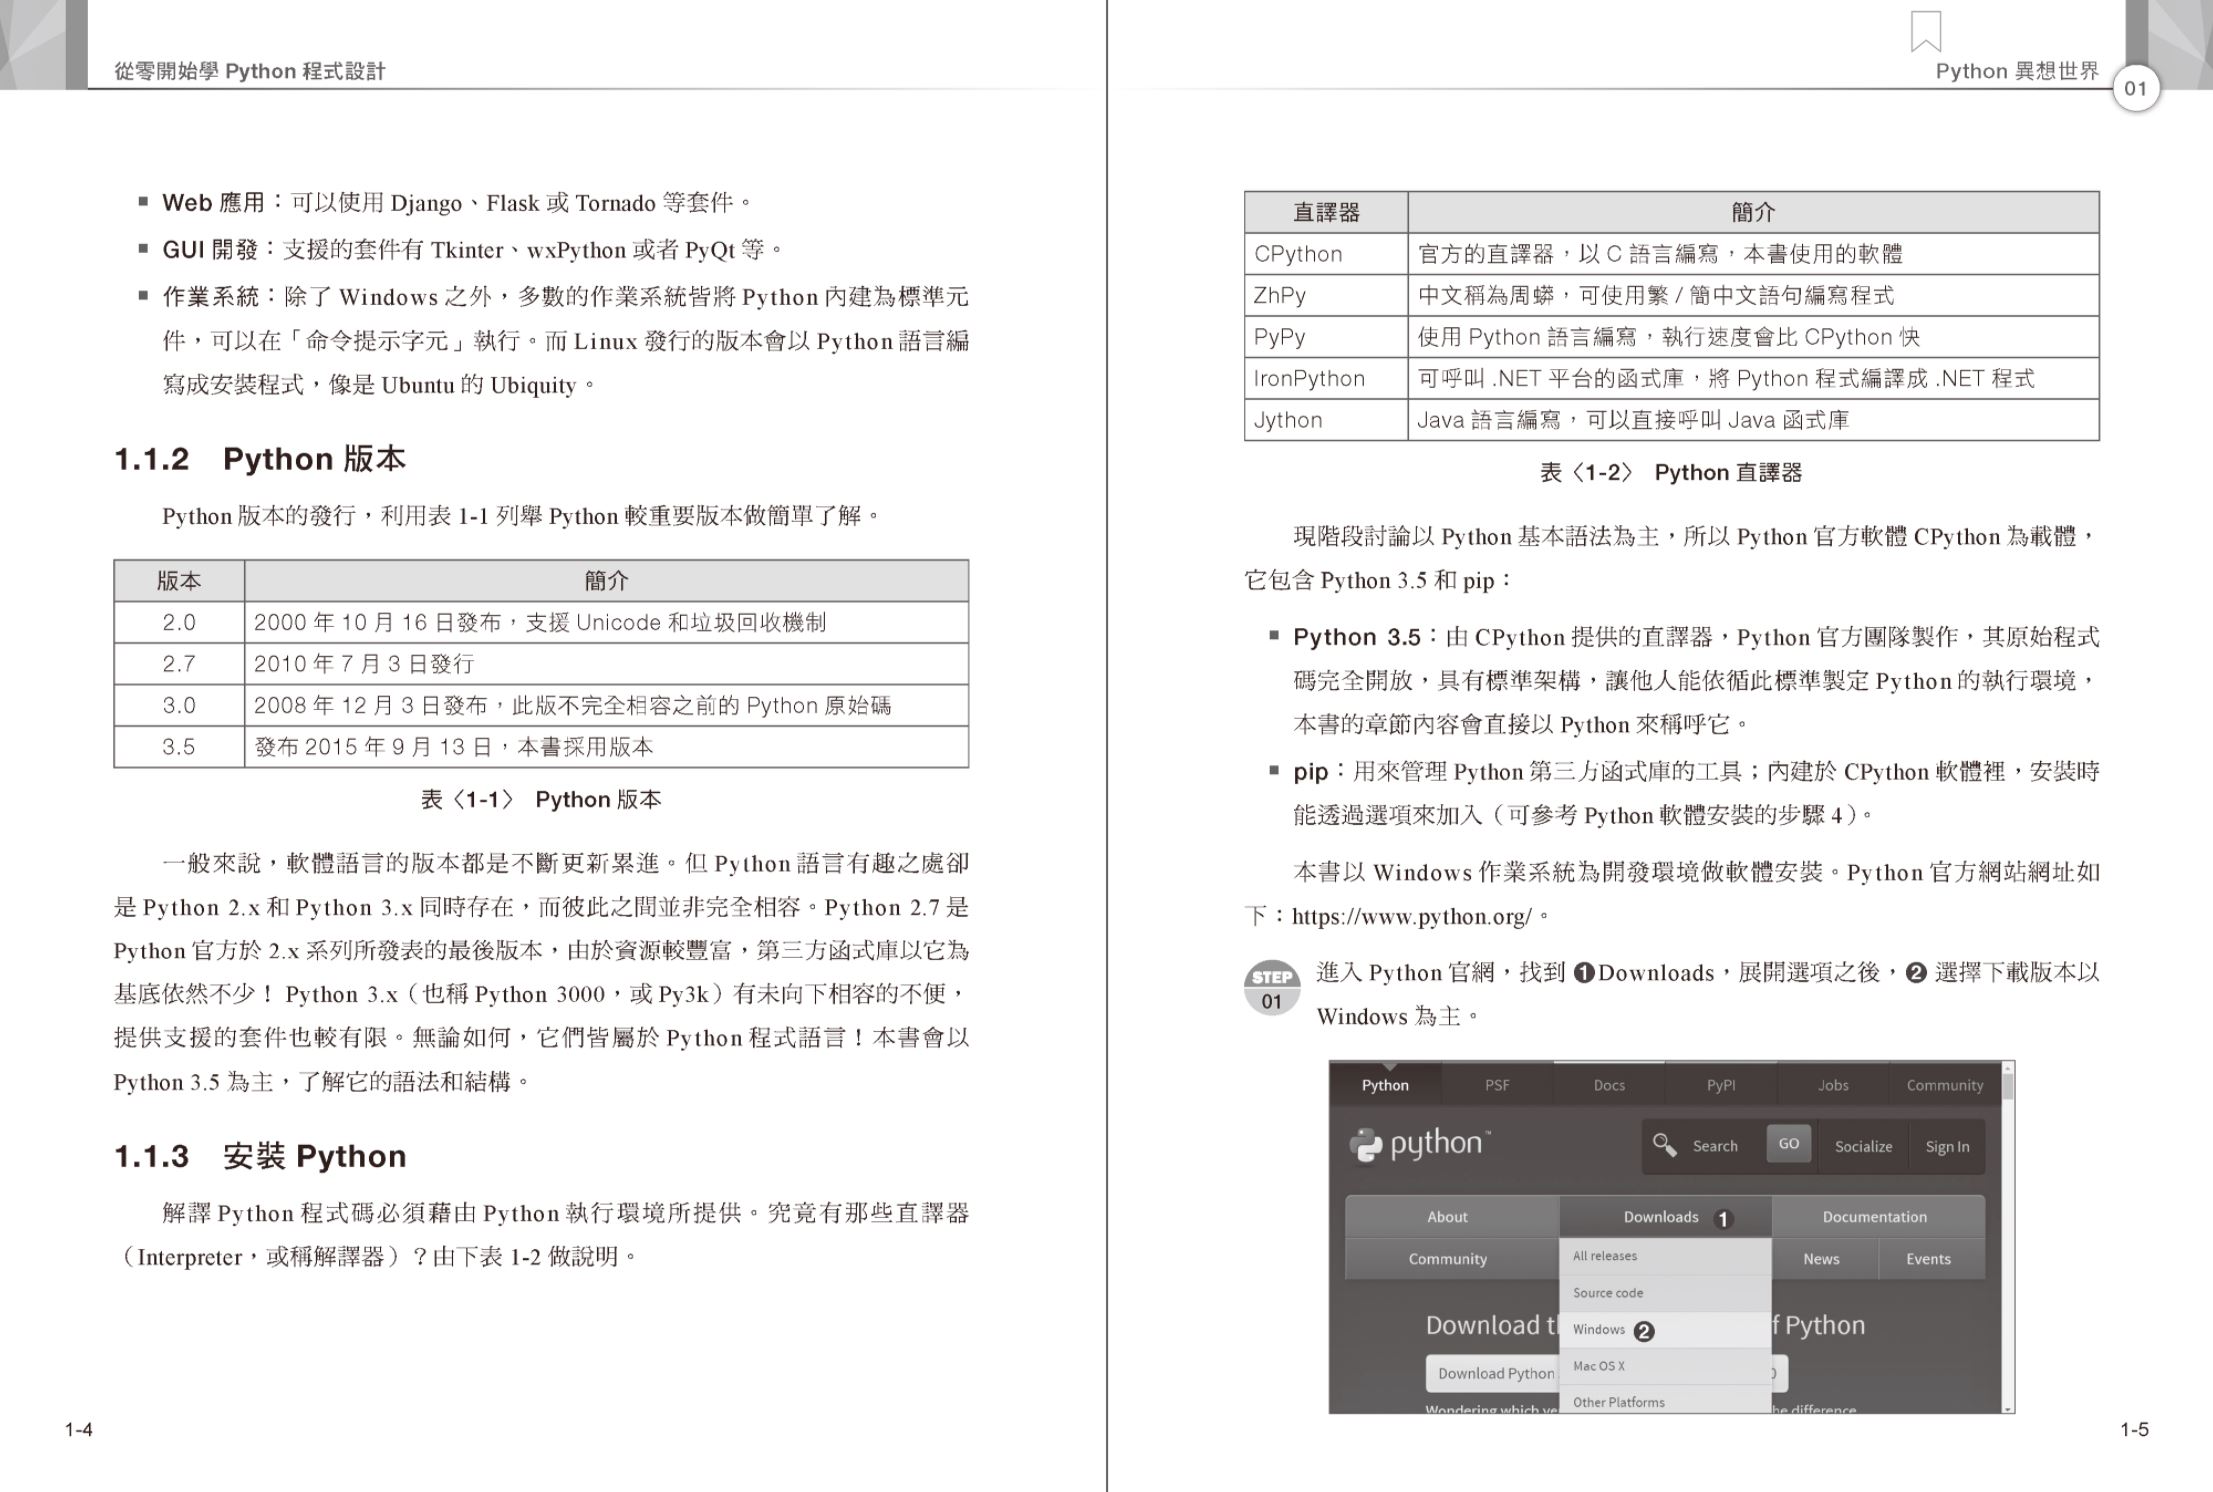 從零開始學 Python 程式設計
■ Web 應用：可以使用 Django、Flask 或 Tornado 等套件。
■ GUI 開發：支援的套件有 Tkinter、wxPython 或者 PyQt 等。
■ 作業系統：除了 Windows 之外，多數的作業系統皆將 Python 內建為標準元
件，可以在「命令提示字元」執行。而 Linux 發行的版本會以 Python 語言編
寫成安裝程式，像是 Ubuntu 的 Ubiquity。
1.1.2 Python 版本
Python 版本的發行，利用表 1-1 列舉 Python 較重要版本做簡單了解。
版本 簡介
2.0 2000 年 10 月 16 日發布，支援 Unicode 和垃圾回收機制
2.7 2010 年 7 月 3 日發行
3.0 2008 年 12 月 3 日發布，此版不完全相容之前的 Python 原始碼
3.5 發布 2015 年 9 月 13 日，本書採用版本
表〈1-1〉 Python 版本
一般來說，軟體語言的版本都是不斷更新累進。但 Python 語言有趣之處卻
是 Python 2.x 和 Python 3.x 同時存在，而彼此之間並非完全相容。Python 2.7 是
Python 官方於 2.x 系列所發表的最後版本，由於資源較豐富，第三方函式庫以它為
基底依然不少！ Python 3.x（也稱 Python 3000，或 Py3k）有未向下相容的不便，
提供支援的套件也較有限。無論如何，它們皆屬於 Python 程式語言！本書會以
Python 3.5 為主，了解它的語法和結構。
1.1.3 安裝 Python
解譯 Python 程式碼必須藉由 Python 執行環境所提供。究竟有那些直譯器
（Interpreter，或稱解譯器）？由下表 1-2 做說明。
1-4
Python 異想世界
01
直譯器 簡介
CPython 官方的直譯器，以 C 語言編寫，本書使用的軟體
ZhPy 中文稱為周蟒，可使用繁 / 簡中文語句編寫程式
PyPy 使用 Python 語言編寫，執行速度會比 CPython 快
IronPython 可呼叫 .NET 平台的函式庫，將 Python 程式編譯成 .NET 程式
Jython Java 語言編寫，可以直接呼叫 Java 函式庫
表〈1-2〉 Python 直譯器
現階段討論以 Python 基本語法為主，所以 Python 官方軟體 CPython 為載體，
它包含 Python 3.5 和 pip：
■ Python 3.5：由 CPython 提供的直譯器，Python 官方團隊製作，其原始程式
碼完全開放，具有標準架構，讓他人能依循此標準製定 Python 的執行環境，
本書的章節內容會直接以 Python 來稱呼它。
■ pip：用來管理 Python 第三方函式庫的工具；內建於 CPython 軟體裡，安裝時
能透過選項來加入（可參考 Python 軟體安裝的步驟 4）。
本書以 Windows 作業系統為開發環境做軟體安裝。Python 官方網站網址如
下：https://www.python.org/。
STEP 01 進入 Python 官網，找到 ❶Downloads，展開選項之後，❷ 選擇下載版本以
Windows 為主。
Python PSF Docs PyPI Jobs Community
python™ Search GO Socialize Sign In
About Downloads ❶ Documentation
Community News Events
All releases
Source code
Windows ❷
Mac OS X
Other Platforms
Download t f Python
Download Python
Wondering which ve he difference
1-5